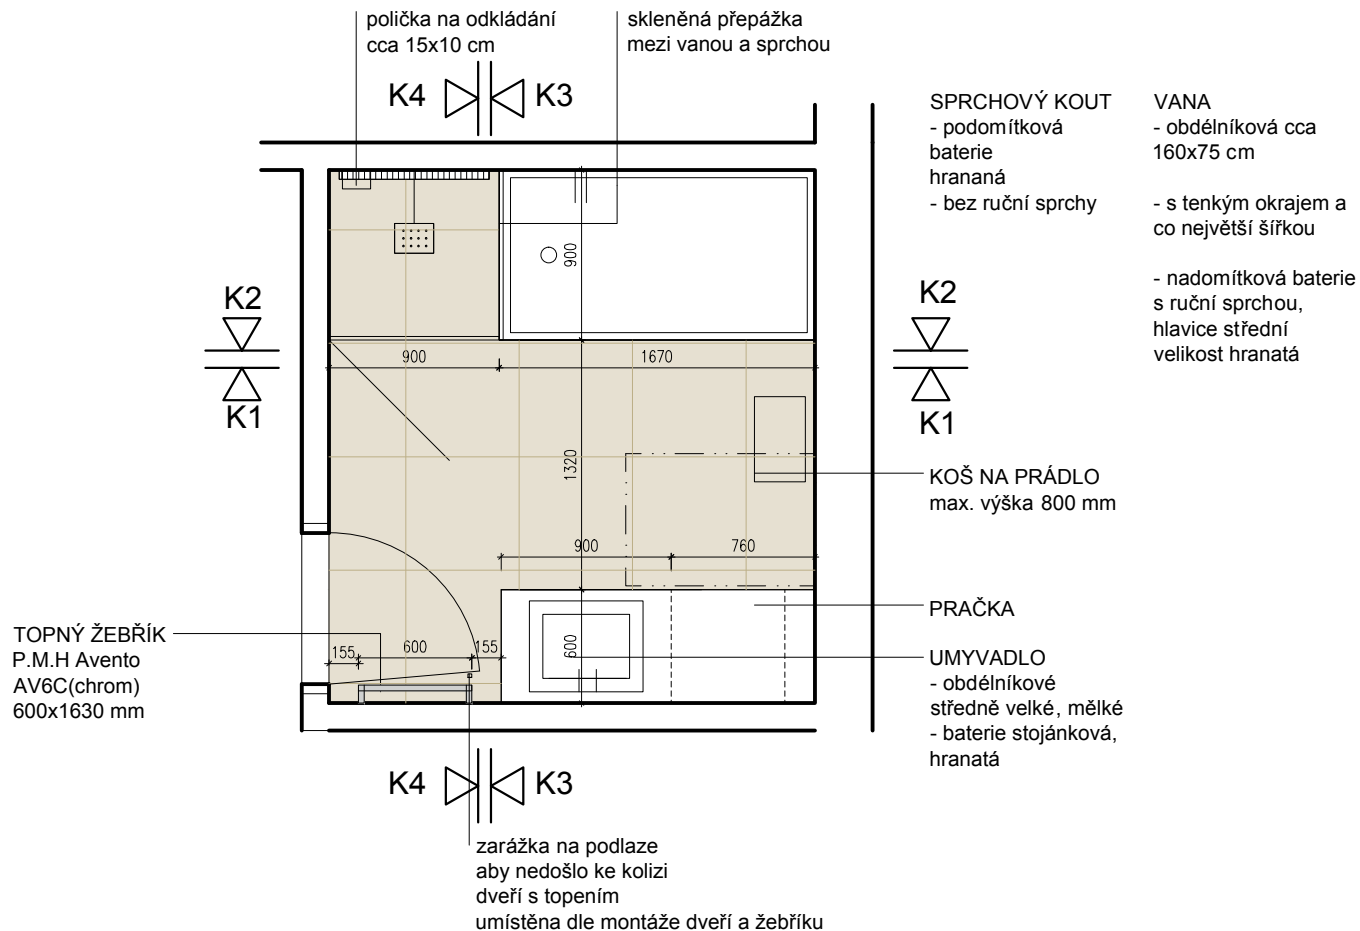 polička na odkládání
cca 15x10 cm
skleněná přepážka
mezi vanou a sprchou
K4
K3
SPRCHOVÝ KOUT
- podomítková
baterie
hrananá
- bez ruční sprchy
VANA
- obdélníková cca
160x75 cm
- s tenkým okrajem a
co největší šířkou
- nadomítková baterie
s ruční sprchou,
hlavice střední
velikost hranatá
K2
K1
K2
K1
900
900
1670
1320
900
760
KOŠ NA PRÁDLO
max. výška 800 mm
PRAČKA
UMYVADLO
- obdélníkové
středně velké, mělké
- baterie stojánková,
hranatá
TOPNÝ ŽEBŘÍK
P.M.H Avento
AV6C(chrom)
600x1630 mm
155
600
155
600
K4
K3
zarážka na podlaze
aby nedošlo ke kolizi
dveří s topením
umístěna dle montáže dveří a žebříku